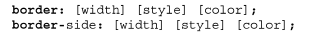 border: [width] [style] [color];
border-side: [width] [style] [color];